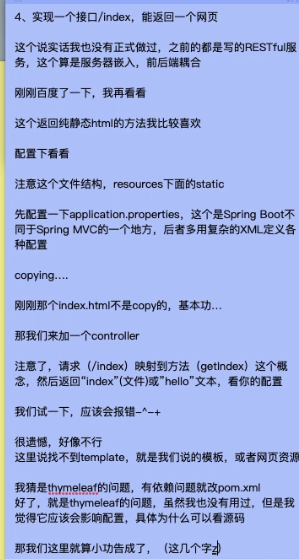 4、实现一个接口/index，能返回一个网页
这个说实话我也没有正式做过，之前的都是写的RESTful服
务，这个算是服务器嵌入，前后端耦合
刚刚百度了一下，我再看看
这个返回纯静态html的方法我比较喜欢
配置下看看
注意这个文件结构，resources下面的static
先配置一下application.properties，这个是Spring Boot不
同于Spring MVC的一个地方，后者多用复杂的XML定义各
种配置
copying....
刚刚那个index.html不是copy的，基本功...
那我们来加一个controller
注意了，请求（/index）映射到方法（getIndex）这个概
念，然后返回“index”(文件)或”hello”文本，看你的配置
我们试一下，应该会报错-^-+
很遗憾，好像不行
这里说找不到template，就是我们说的模板，或者网页资源
我猜是thymeleaf的问题，有依赖问题就改pom.xml
好了，就是thymeleaf的问题，虽然我也没有用过，但是我
觉得它应该会影响配置，具体为什么可以看源码
那我们这里就算小功告成了，（这几个字z